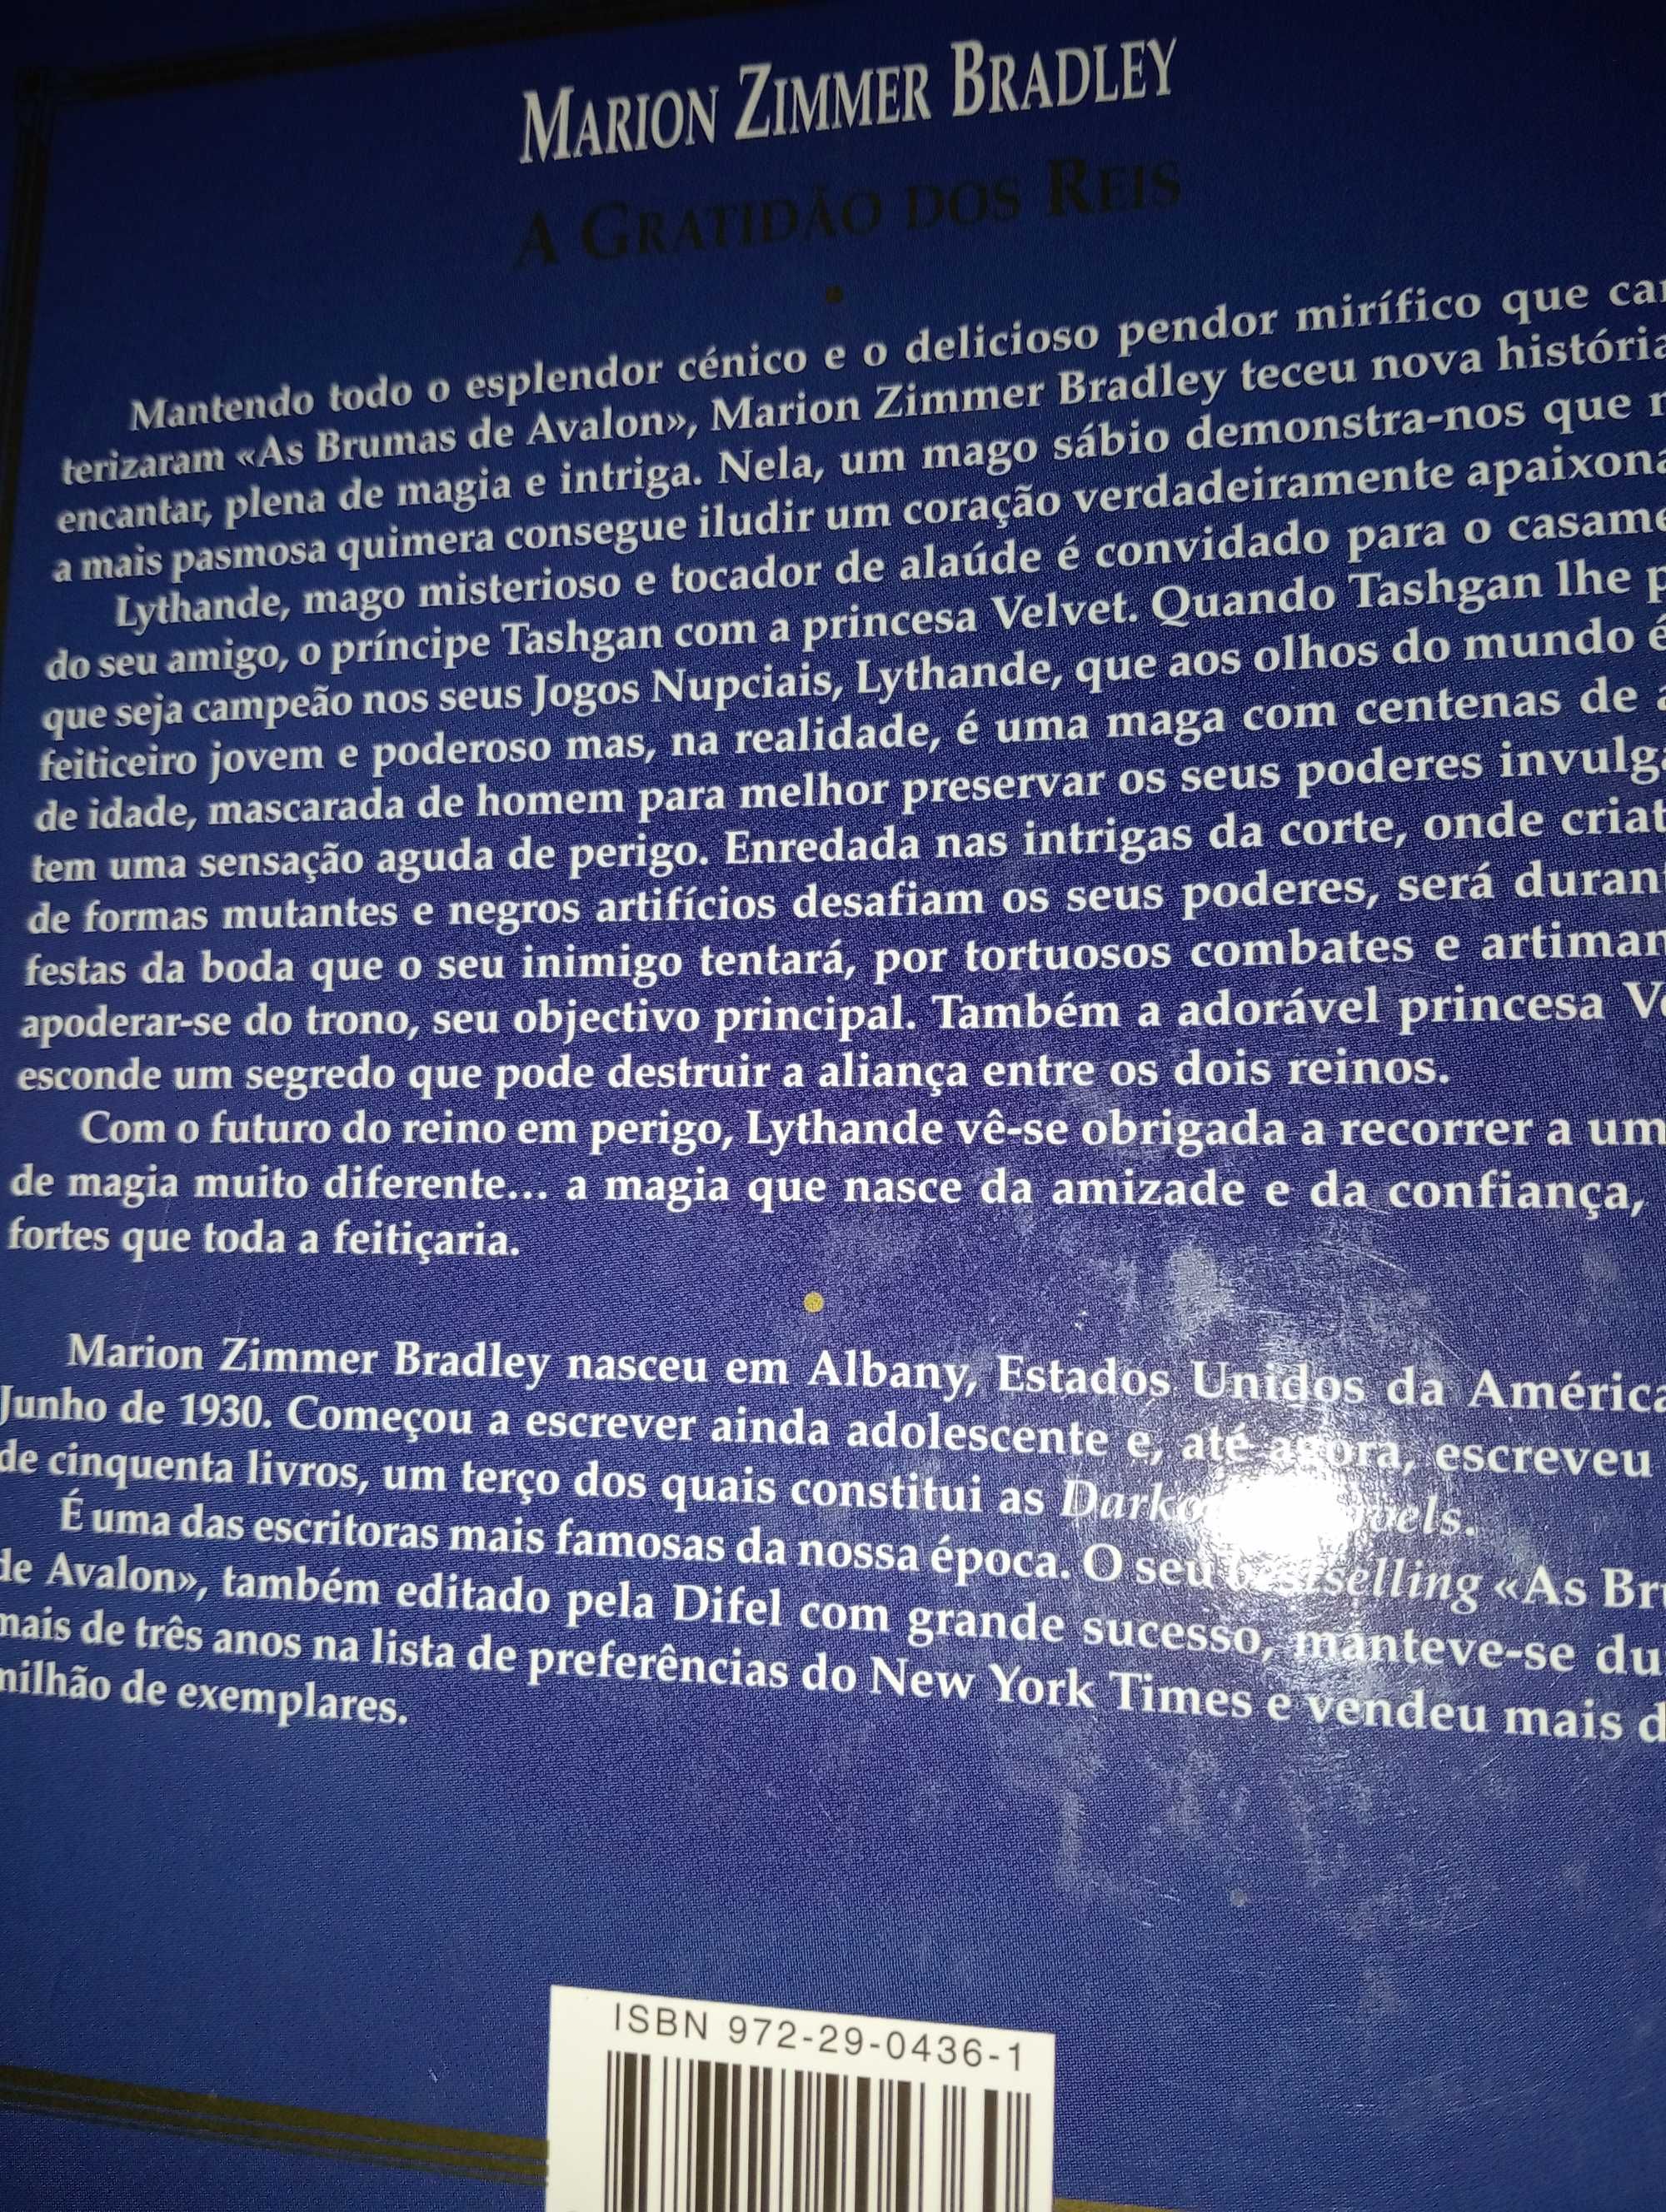 MARION ZIMMER BRADLEY
A GRATIDÃO DOS REIS
Mantendo todo o esplendor cénico e o delicioso pendor mirífico que
terizaram «As Brumas de Avalon», Marion Zimmer Bradley teceu nova
encantar, plena de magia e intriga. Nela, um mago sábio demonstra-nos que
a mais pasmosa quimera consegue iludir um coração verdadeiramente
Lythande, mago misterioso e tocador de alaúde é convidado para o
do seu amigo, o príncipe Tashgan com a princesa Velvet. Quando Tashgan lhe
que seja campeão nos seus Jogos Nupciais, Lythande, que aos olhos do mundo é
feiticeiro jovem e poderoso mas, na realidade, é uma maga com centenas de
de idade, mascarada de homem para melhor preservar os seus poderes
tem uma sensação aguda de perigo. Enredada nas intrigas da corte, onde
de formas mutantes e negros artifícios desafiam os seus poderes, será
festas da boda que o seu inimigo tentará, por tortuosos combates e
apoderar-se do trono, seu objectivo principal. Também a adorável princesa
esconde um segredo que pode destruir a aliança entre os dois reinos.
Com o futuro do reino em perigo, Lythande vê-se obrigada a recorrer a um
de magia muito diferente... a magia que nasce da amizade e da confiança,
fortes que toda a feitiçaria.
Marion Zimmer Bradley nasceu em Albany, Estados Unidos da América
Junho de 1930. Começou a escrever ainda adolescente e, até agora, escreveu
de cinquenta livros, um terço dos quais constitui as
É uma das escritoras mais famosas da nossa época. O seu bestselling «As
de Avalon», também editado pela Difel com grande sucesso, manteve-se
mais de três anos na lista de preferências do New York Times e vendeu mais
milhão de exemplares.
ISBN 972-29-0436-1